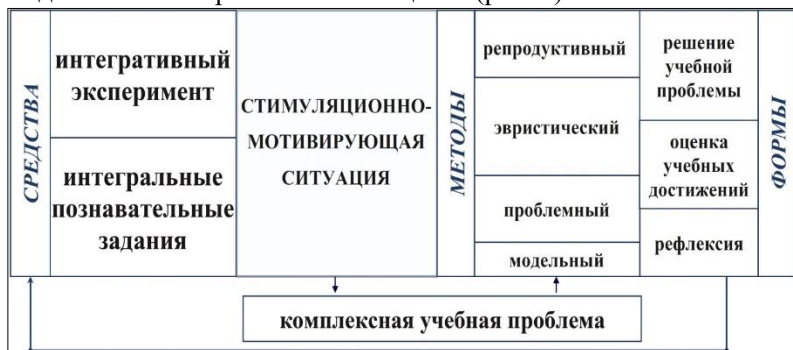 СРЕДСТВА
интегративный
эксперимент
интегральные
познавательные
задания
СТИМУЛЯЦИОННО-
МОТИВИРУЮЩАЯ
СИТУАЦИЯ
МЕТОДЫ
репродуктивный
эвристический
проблемный
модельный
решение
учебной
проблемы
оценка
учебных
достижений
рефлексия
ФОРМЫ
комплексная учебная проблема